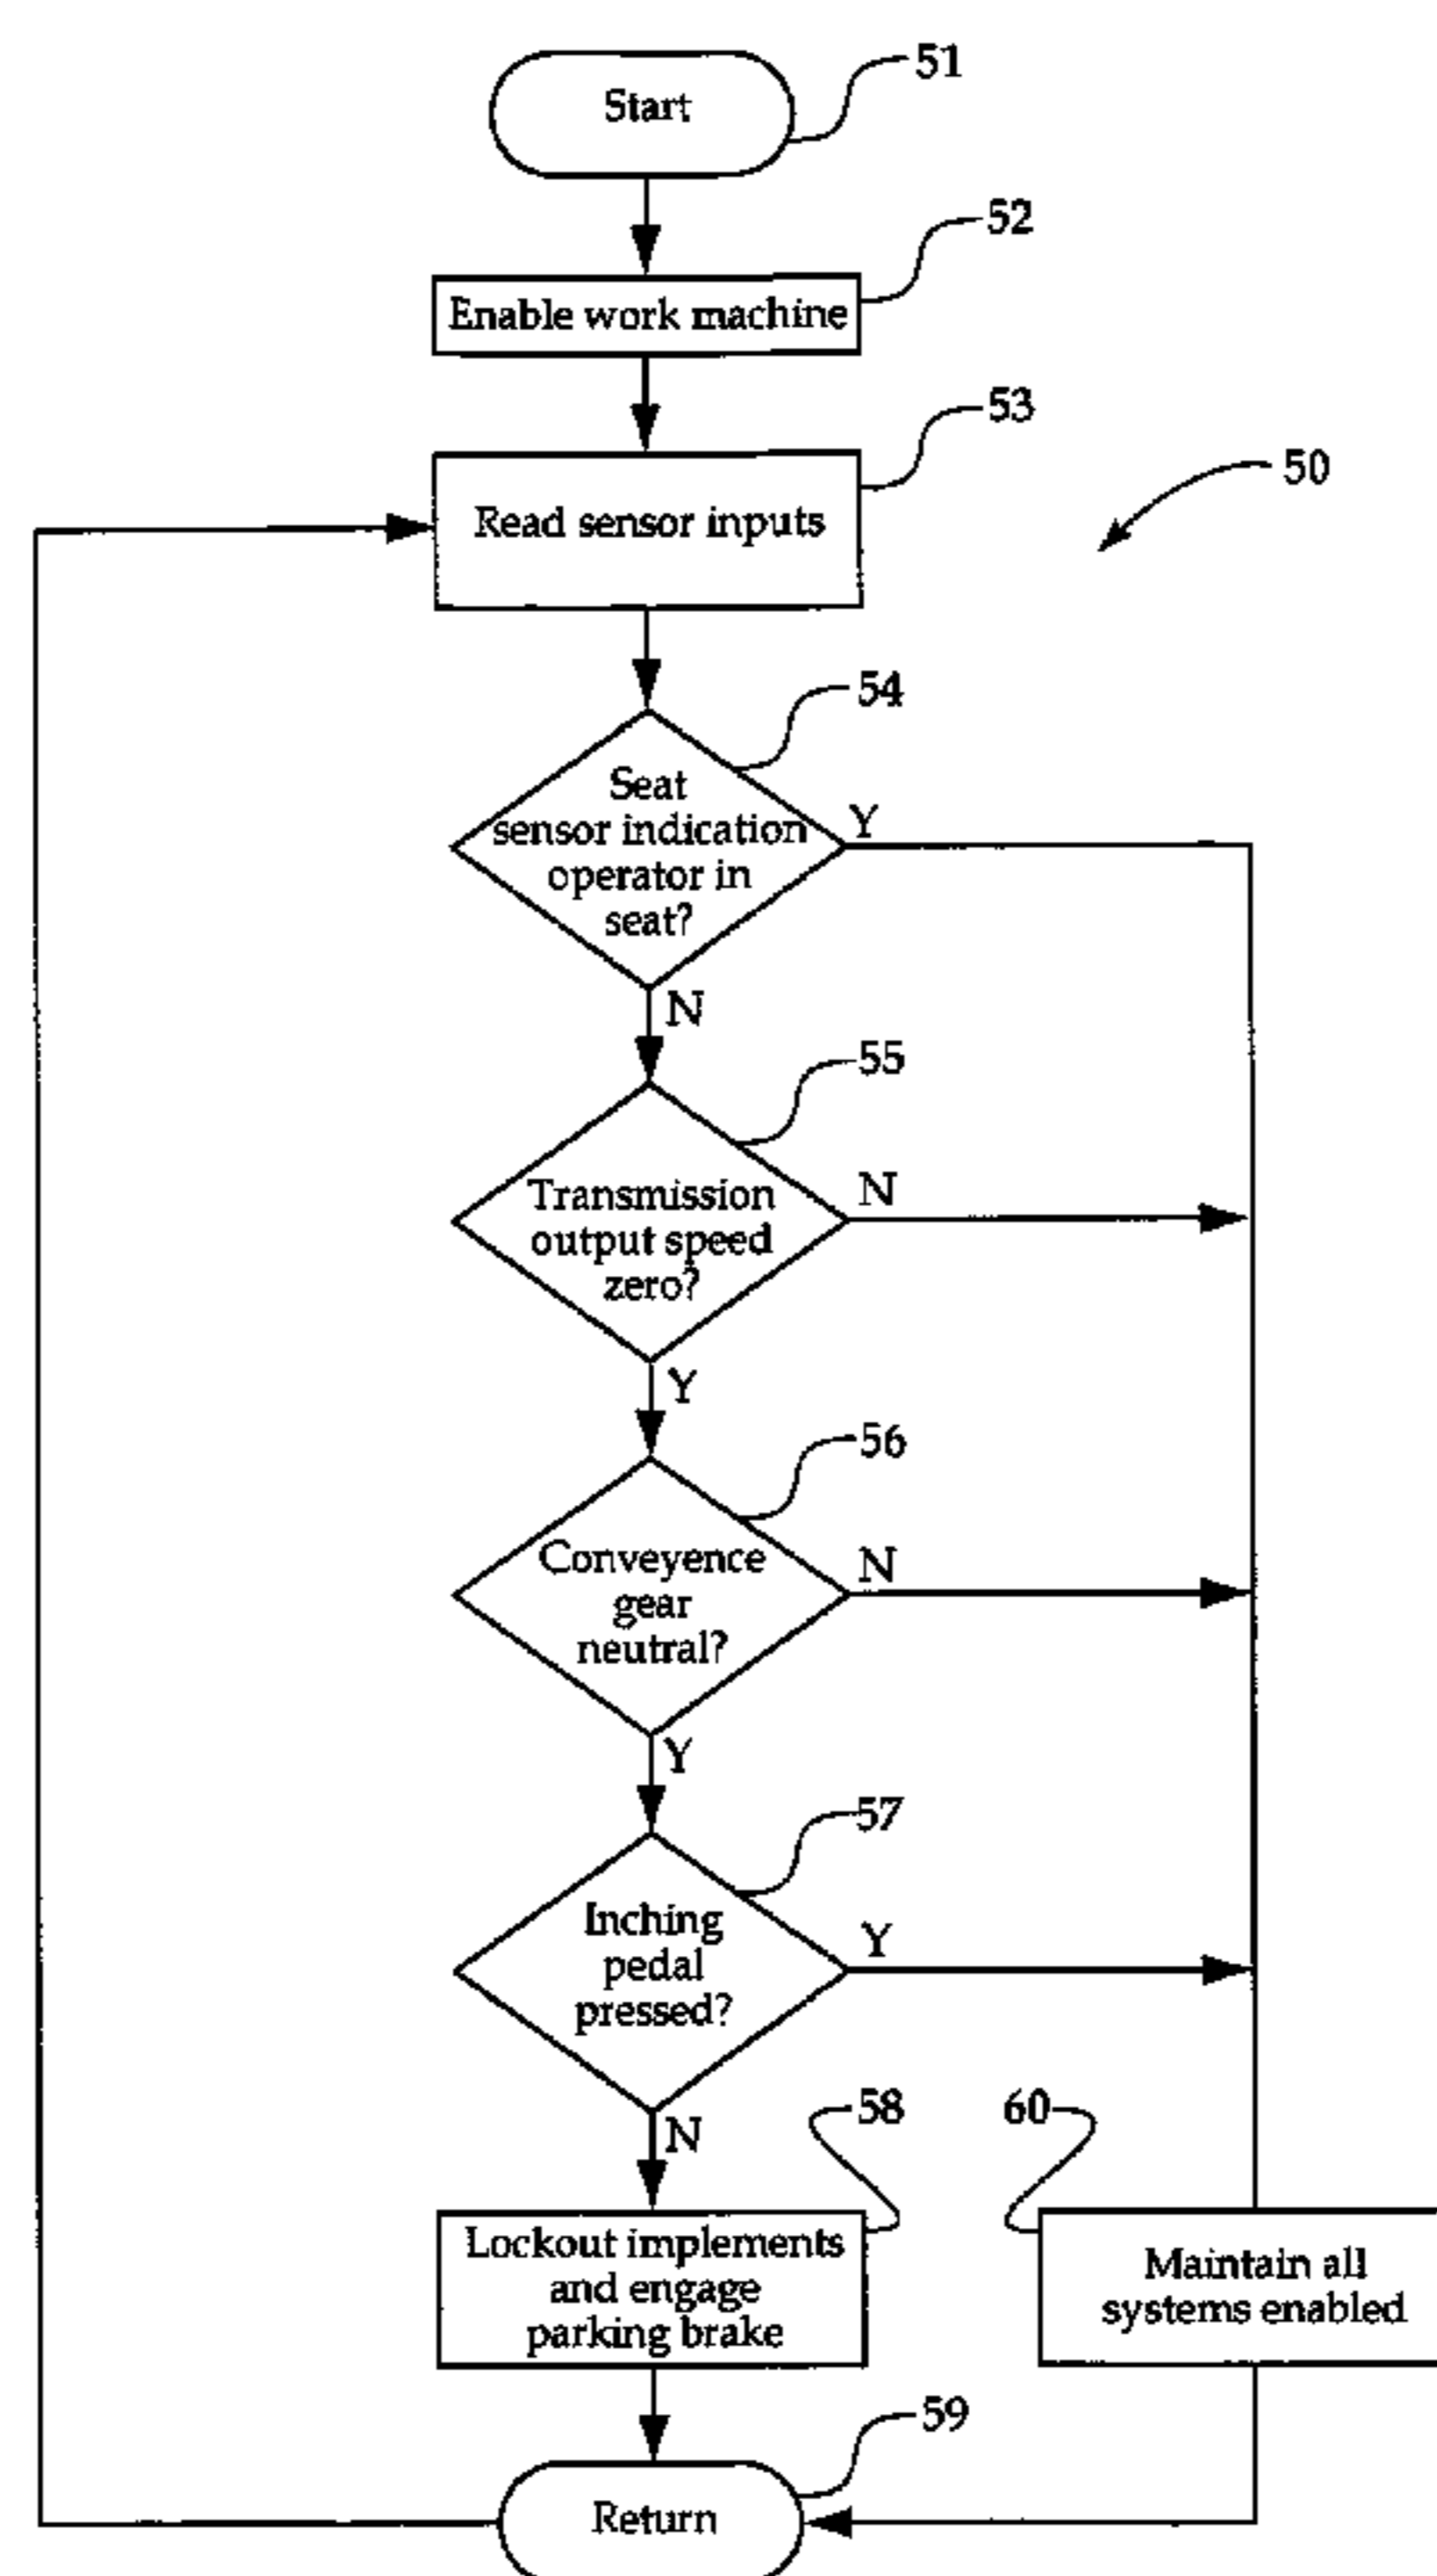 Start
51
52
Enable work machine
53
Read sensor inputs
50
54
Seat
sensor indication
operator in
seat?
Y
N
55
Transmission
output speed
zero?
N
Y
56
Conveyence
gear
neutral?
N
Y
57
Inching
pedal
pressed?
Y
N
58
60
Lockout implements
and engage
parking brake
Maintain all
systems enabled
59
Return